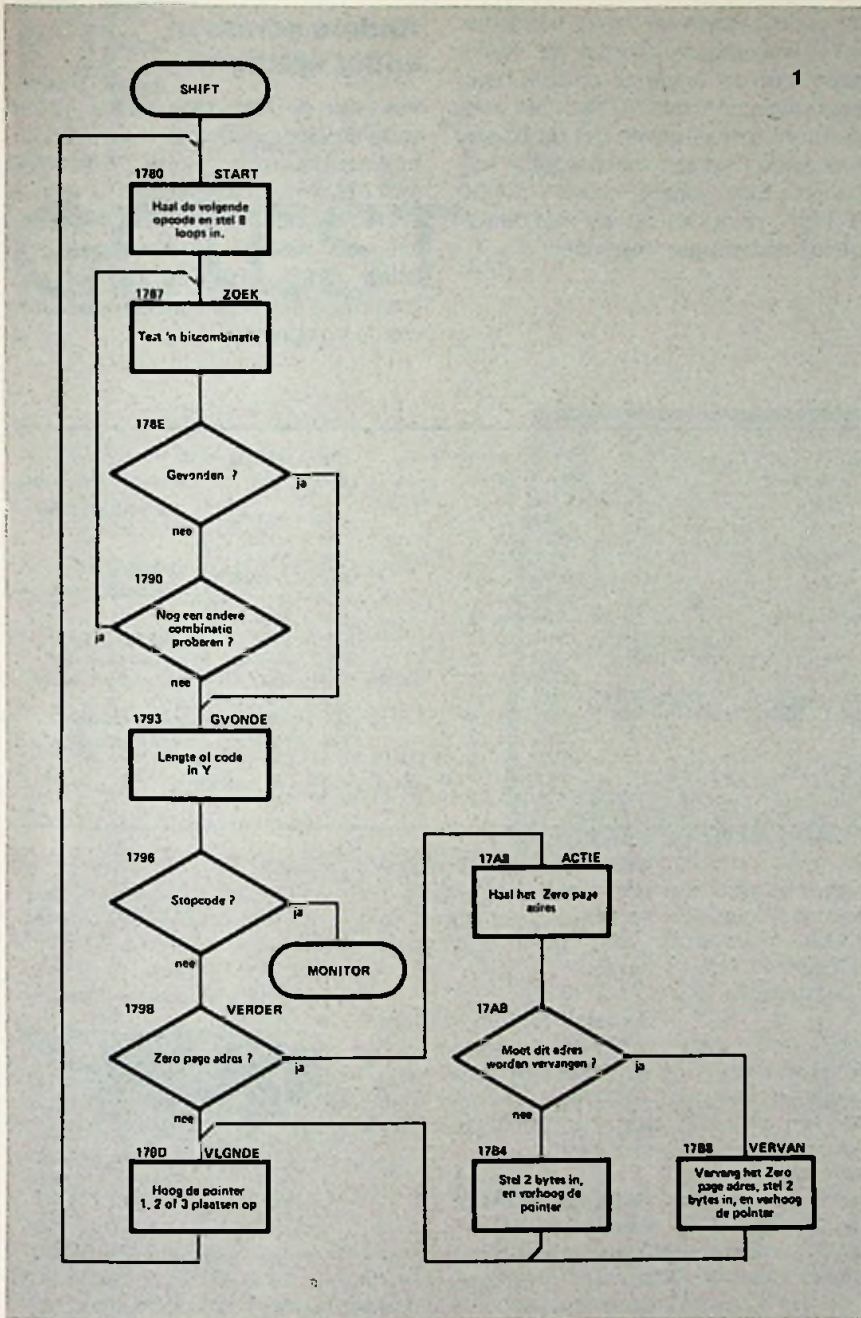 1
SHIFT
1780 START
Haal de volgende
opcode en stel 8
loops in.
1787 ZOEK
Test 'n bitcombinatie
178E
Gevonden ?
ja
nee
1790
Nog een andere
combinatie
proberen ?
ja
nee
1793 GVONDE
Lengte of code
in Y
1796
Stopcode ?
ja
nee
MONITOR
179B VERDER
Zero page adres ?
ja
nee
179D VLGNDE
Hoog de pointer
1, 2 of 3 plaatsen op
ACTIE
Haal het Zero page
adres
17AB
Moet dit adres
worden vervangen ?
ja
nee
17B4
Stel 2 bytes in,
en verhoog de
pointer
17B8 VERVAN
Vervang het Zero
page adres, stel 2
bytes in, en verhoog
de pointer